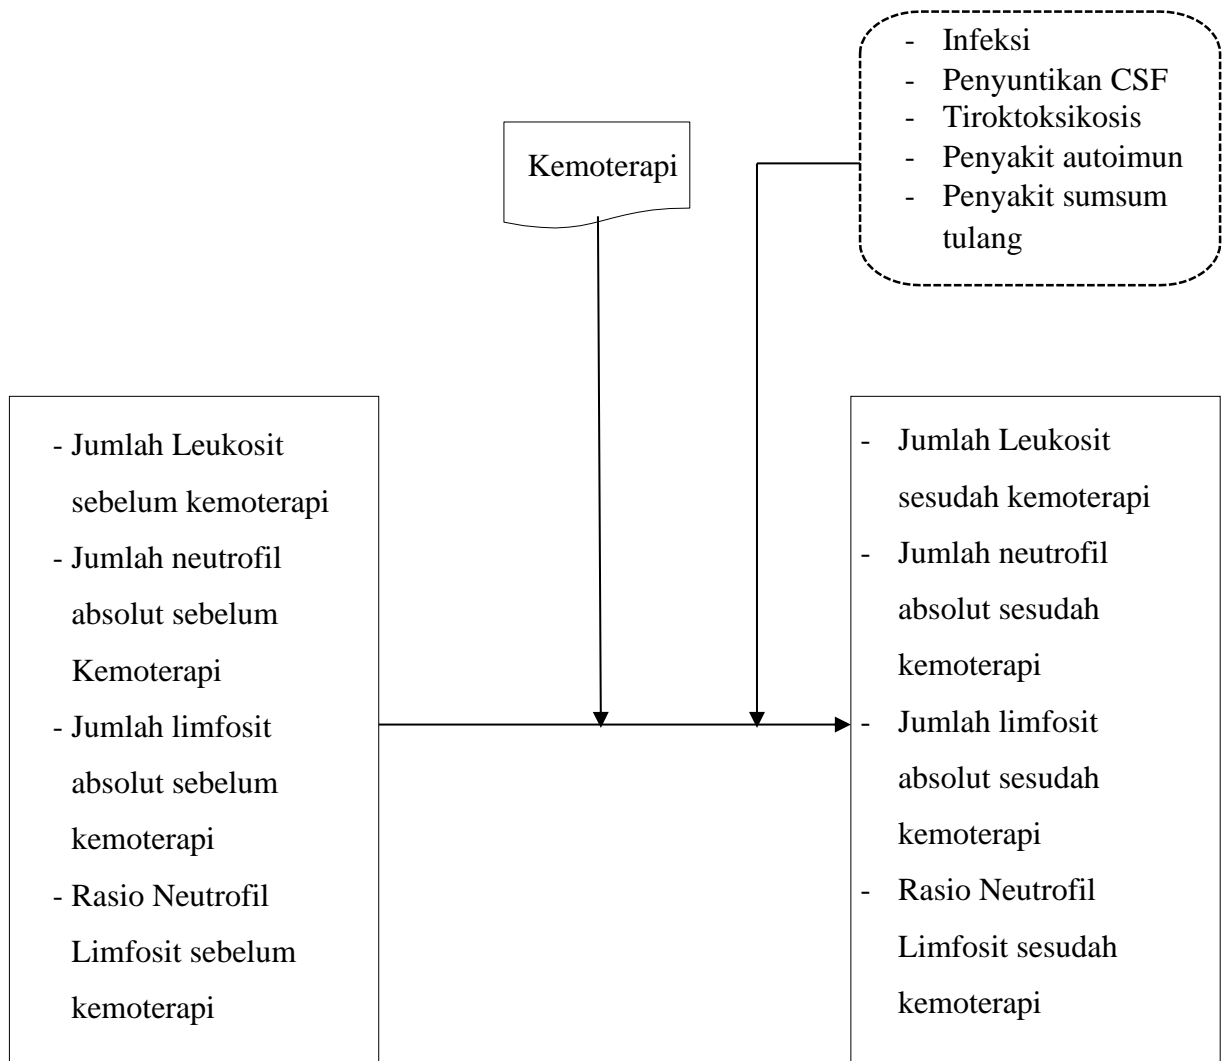 - Infeksi
- Penyuntikan CSF
- Tiroktoksikosis
- Penyakit autoimun
- Penyakit sumsum
tulang
Kemoterapi
- Jumlah Leukosit
sebelum kemoterapi
- Jumlah neutrofil
absolut sebelum
Kemoterapi
- Jumlah limfosit
absolut sebelum
kemoterapi
- Rasio Neutrofil
Limfosit sebelum
kemoterapi
- Jumlah Leukosit
sesudah kemoterapi
- Jumlah neutrofil
absolut sesudah
kemoterapi
- Jumlah limfosit
absolut sesudah
kemoterapi
- Rasio Neutrofil
Limfosit sesudah
kemoterapi